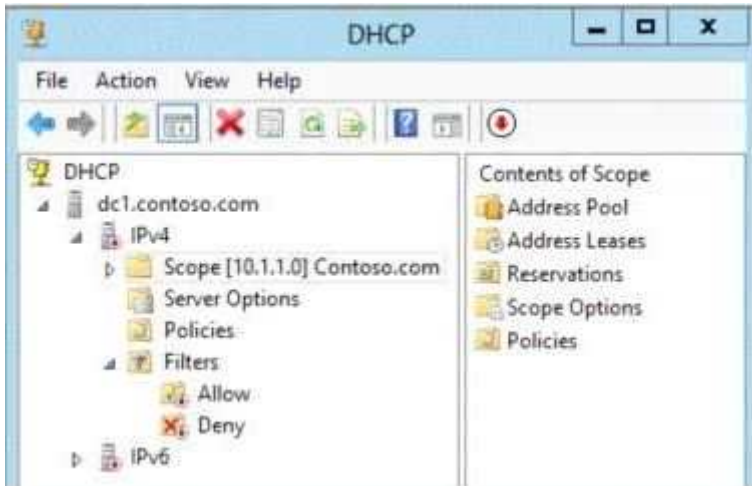 DHCP
File Action View Help
DHCP
dc1.contoso.com
IPv4
Scope [10.1.1.0] Contoso.com
Server Options
Policies
Filters
Allow
Deny
IPv6
Contents of Scope
Address Pool
Address Leases
Reservations
Scope Options
Policies